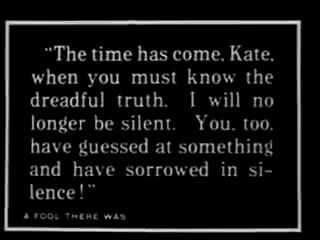 "The time has come, Kate,
when you must know the
dreadful truth. I will no
longer be silent. You, too,
have guessed at something
and have sorrowed in si-
lence!"
A FOOL THERE WAS